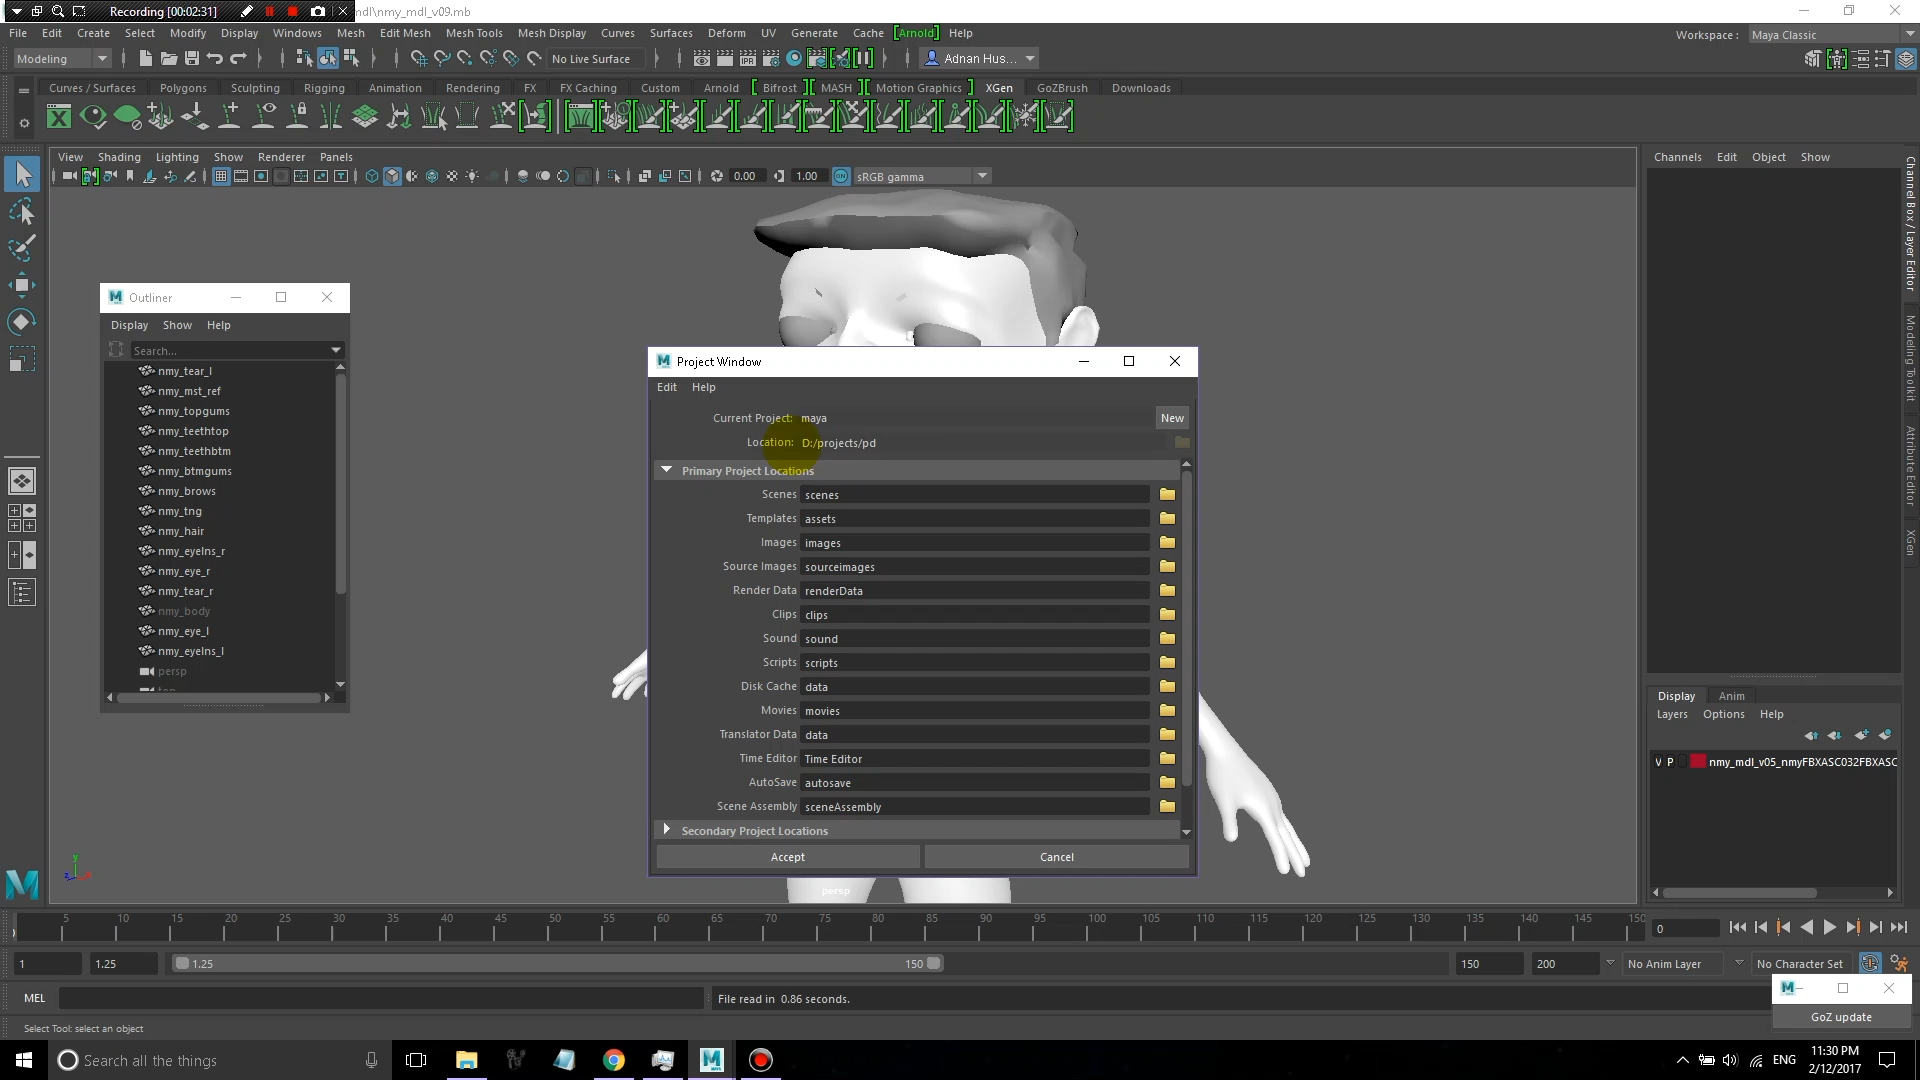 Recording [00:02:31]
mdl\nmy_mdl_v09.mb
File Edit Create Select Modify Display Windows Mesh Edit Mesh Mesh Tools Mesh Display Curves Surfaces Deform UV Generate Cache [Arnold] Help
Workspace : Maya Classic
Modeling
No Live Surface
IPR
Adnan Hus...
Curves / Surfaces Polygons Sculpting Rigging Animation Rendering FX FX Caching Custom Arnold [ Bifrost ] [ MASH ] [ Motion Graphics ] XGen GoZBrush Downloads
View Shading Lighting Show Renderer Panels
0.00 1.00 ON sRGB gamma
Channels Edit Object Show
Channel Box / Layer Editor
Modeling Toolkit
Attribute Editor
XGen
Outliner
Display Show Help
Search...
nmy_tear_l
nmy_mst_ref
nmy_topgums
nmy_teethtop
nmy_teethbtm
nmy_btmgums
nmy_brows
nmy_tng
nmy_hair
nmy_eyelns_r
nmy_eye_r
nmy_tear_r
nmy_body
nmy_eye_l
nmy_eyelns_l
persp
Project Window
Edit Help
Current Project: maya New
Location: D:/projects/pd
Primary Project Locations
Scenes scenes
Templates assets
Images images
Source Images sourceimages
Render Data renderData
Clips clips
Sound sound
Scripts scripts
Disk Cache data
Movies movies
Translator Data data
Time Editor Time Editor
AutoSave autosave
Scene Assembly sceneAssembly
Secondary Project Locations
Accept Cancel
persp
y
z
Display Anim
Layers Options Help
V P nmy_mdl_v05_nmyFBXASC032FBXASC
5 10 15 20 25 30 35 40 45 50 55 60 65 70 75 80 85 90 95 100 105 110 115 120 125 130 135 140 145 150
0
1 1.25 1.25 150 150 200 No Anim Layer No Character Set
MEL File read in 0.86 seconds.
GoZ update
Select Tool: select an object
Search all the things
ENG
11:30 PM
2/12/2017